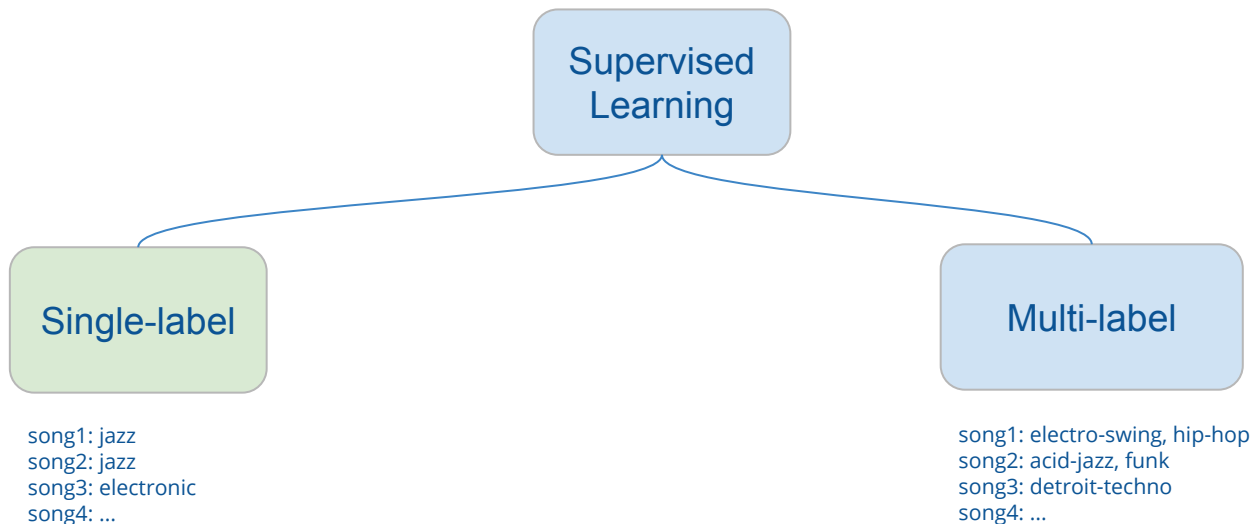 Supervised
Learning
Single-label
Multi-label
song1: jazz
song2: jazz
song3: electronic
song4: ...
song1: electro-swing, hip-hop
song2: acid-jazz, funk
song3: detroit-techno
song4: ...